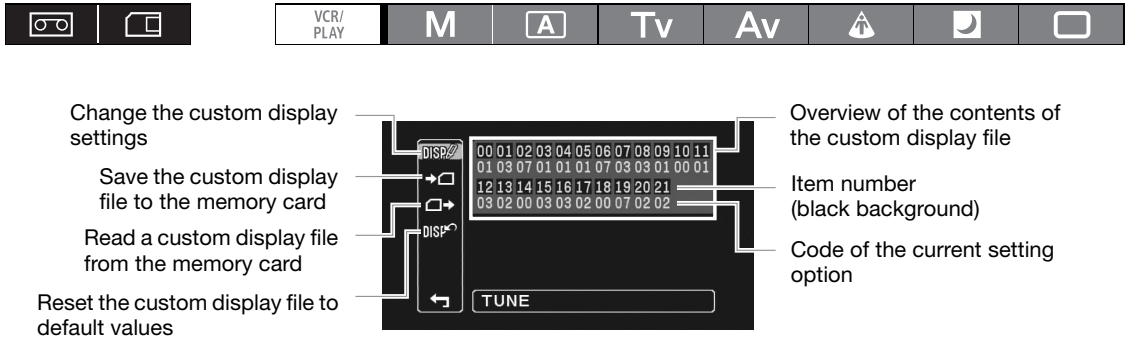 VCR/
PLAY
M
A
Tv
Av
Change the custom display
settings
Save the custom display
file to the memory card
Read a custom display file
from the memory card
Reset the custom display file to
default values
DISP
DISP
00 01 02 03 04 05 06 07 08 09 10 11
01 03 07 01 01 01 07 03 03 01 00 01
12 13 14 15 16 17 18 19 20 21
03 02 00 03 03 02 00 07 02 02
TUNE
Overview of the contents of
the custom display file
Item number
(black background)
Code of the current setting
option